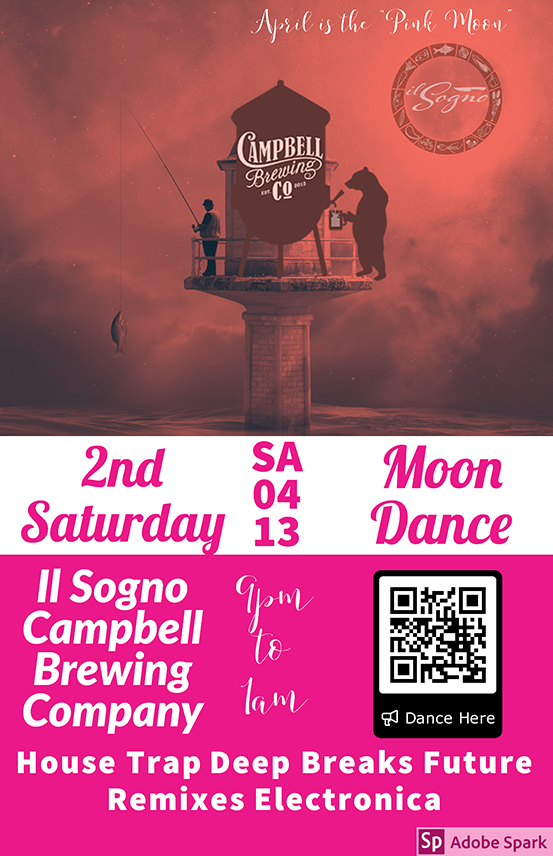 April is the "Pink Moon"
il Sogno
CAMPBELL
Brewing
EST. CO 2015
2nd
Saturday
SA
04
13
Moon
Dance
Il Sogno
Campbell
Brewing
Company
9pm
to
1am
Dance Here
House Trap Deep Breaks Future
Remixes Electronica
Sp Adobe Spark